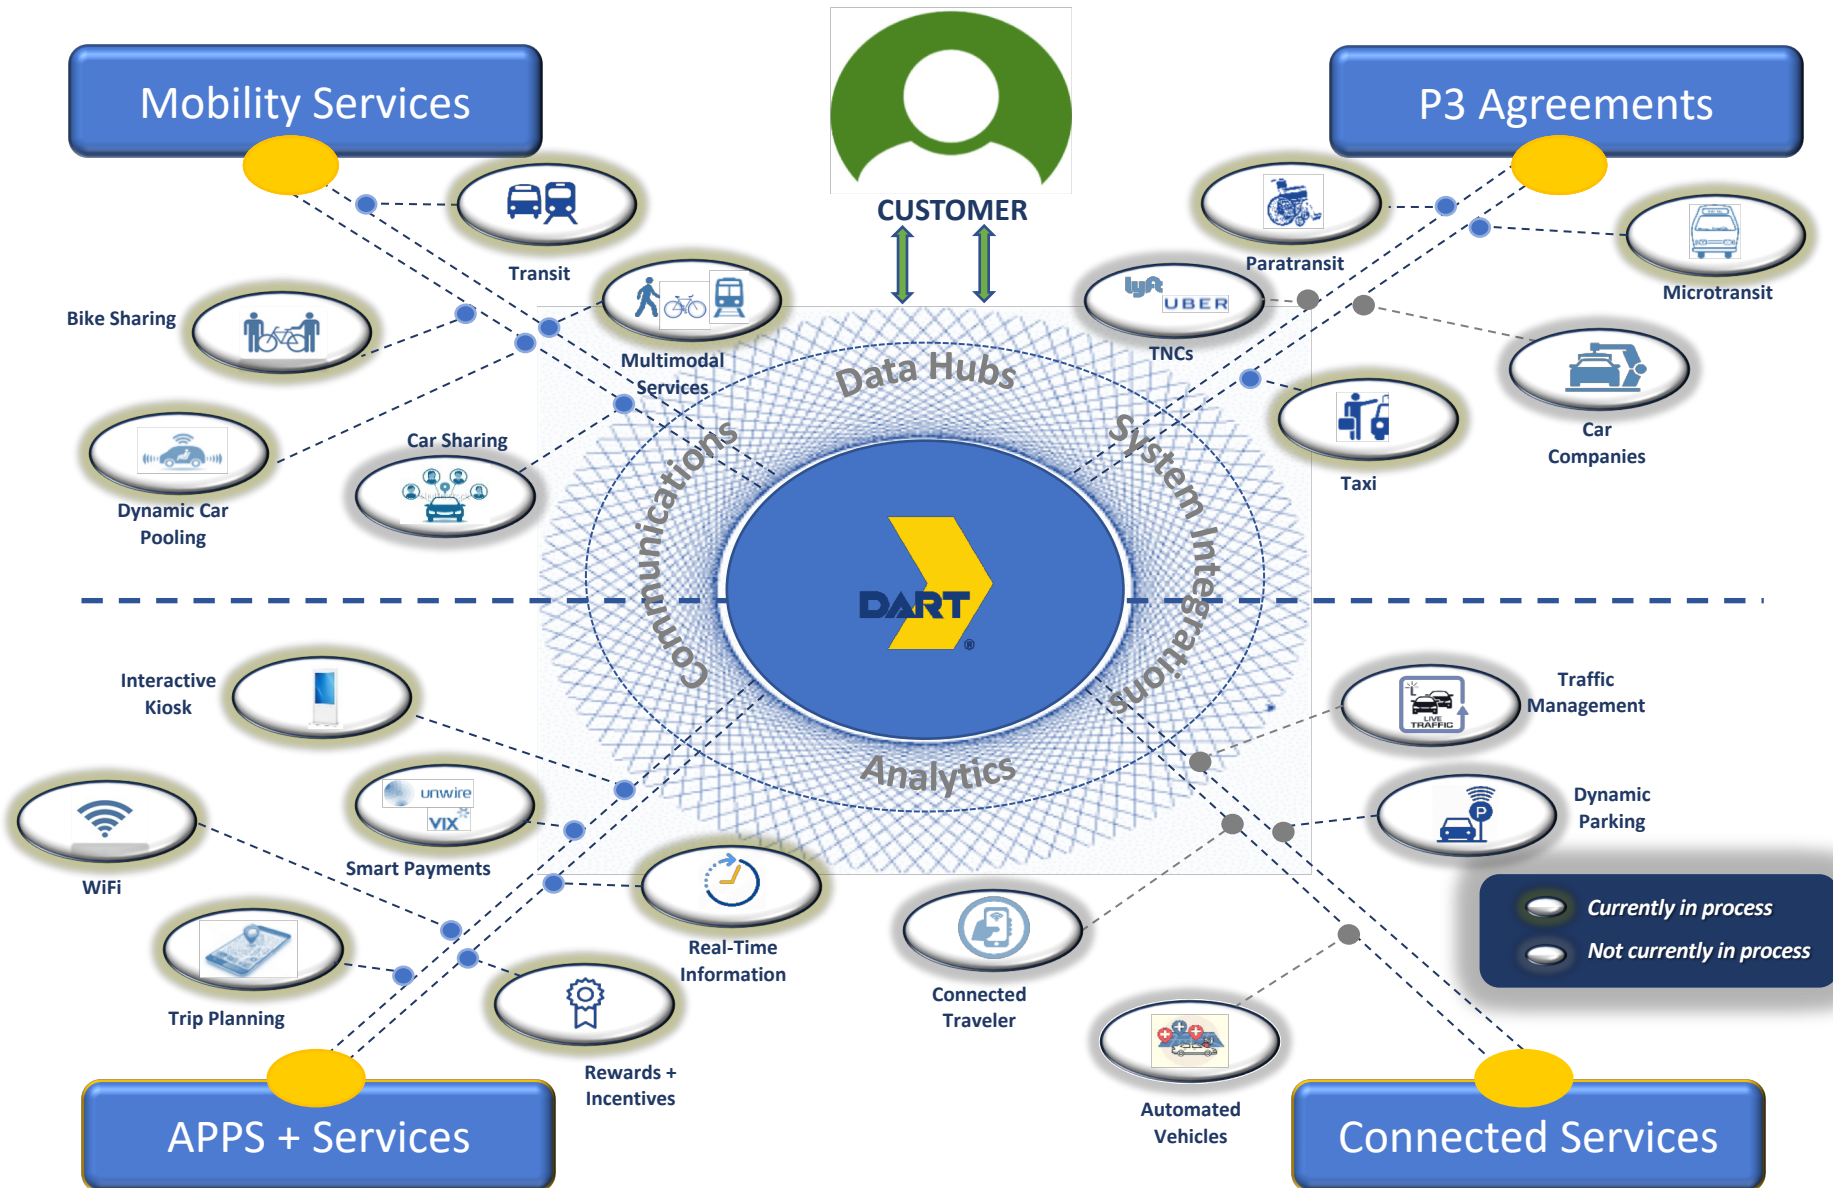 Mobility Services
P3 Agreements
CUSTOMER
Transit
Paratransit
Microtransit
Bike Sharing
Multimodal
Services
lyft
UBER
TNCs
Car
Companies
Dynamic Car
Pooling
Car Sharing
Taxi
Data Hubs
Communications
System Integrations
DART
®
Analytics
Interactive
Kiosk
Traffic
Management
LIVE
TRAFFIC
unwire
VIX
Smart Payments
P
Dynamic
Parking
WiFi
Currently in process
Not currently in process
Real-Time
Information
Trip Planning
Connected
Traveler
Rewards +
Incentives
Automated
Vehicles
APPS + Services
Connected Services